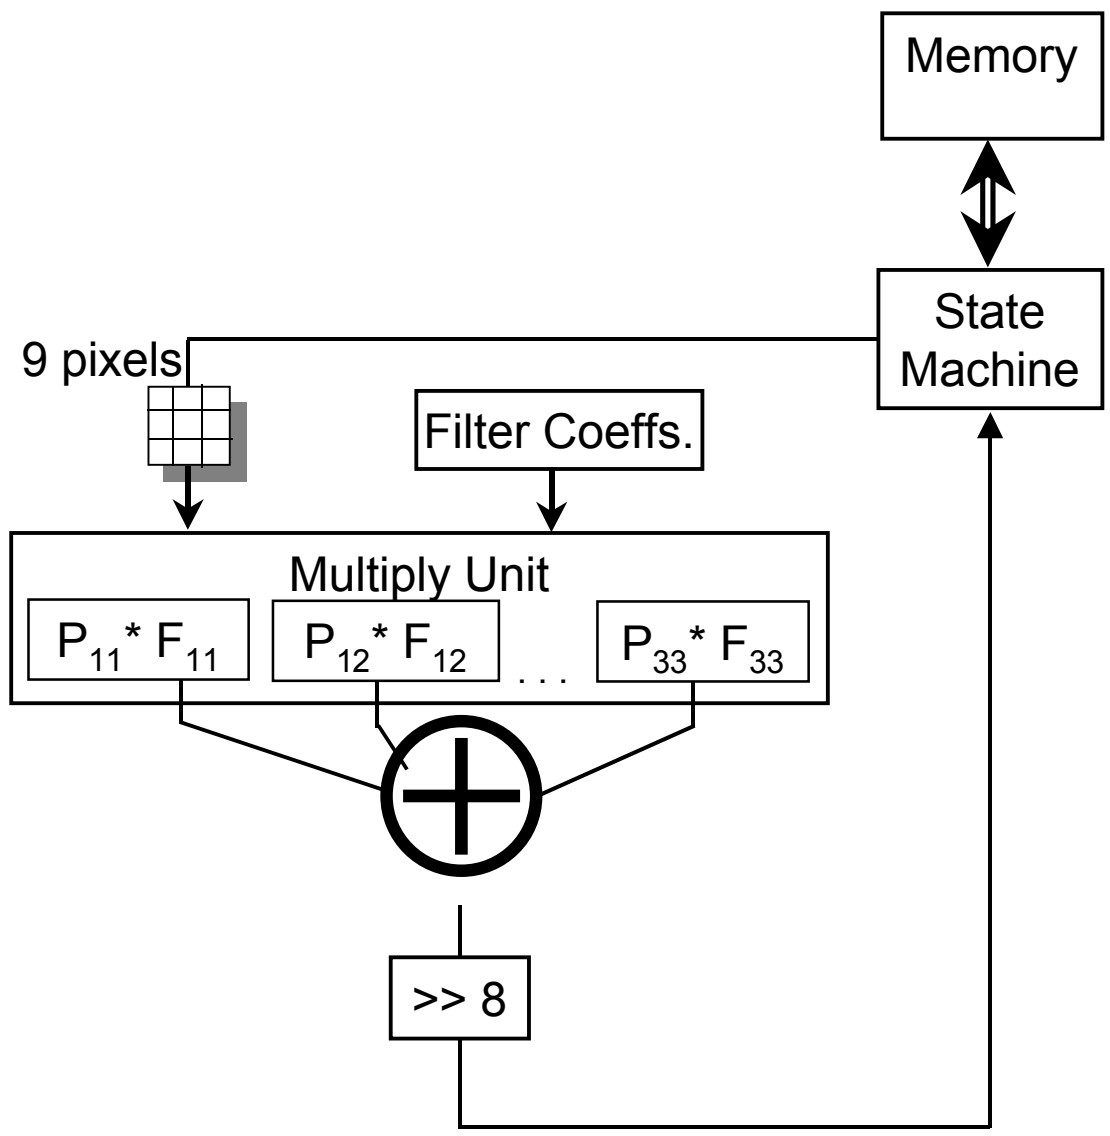 Memory
State
Machine
9 pixels
Filter Coeffs.
Multiply Unit
P11* F11
P12* F12
. . .
P33* F33
>> 8